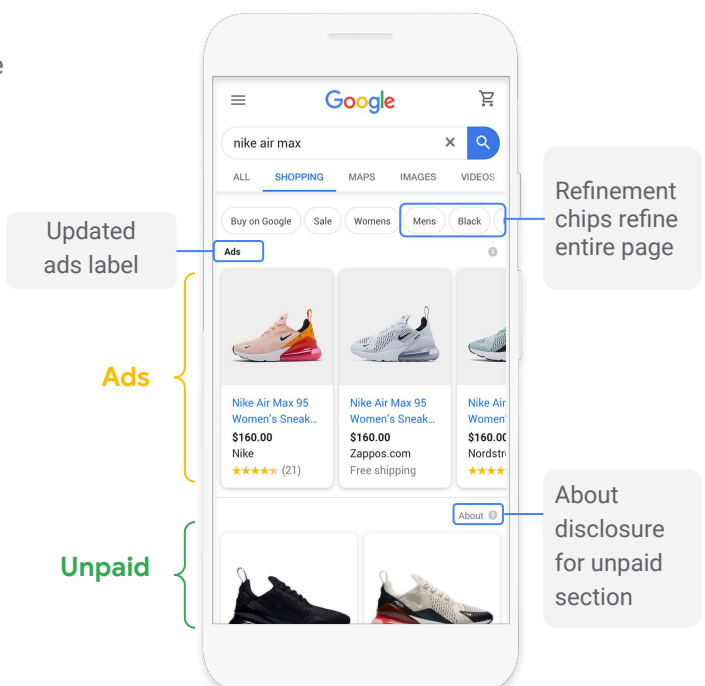 e
Google
nike air max
ALL SHOPPING MAPS IMAGES VIDEOS
Buy on Google Sale Womens Mens Black
Updated
ads label
Refinement
chips refine
entire page
Ads
Ads
Nike Air Max 95
Women's Sneak...
$160.00
Nike
(21)
Nike Air Max 95
Women's Sneak...
$160.00
Zappos.com
Free shipping
Nike Air
Women'
$160.00
Nordstr
About
About
disclosure
for unpaid
section
Unpaid